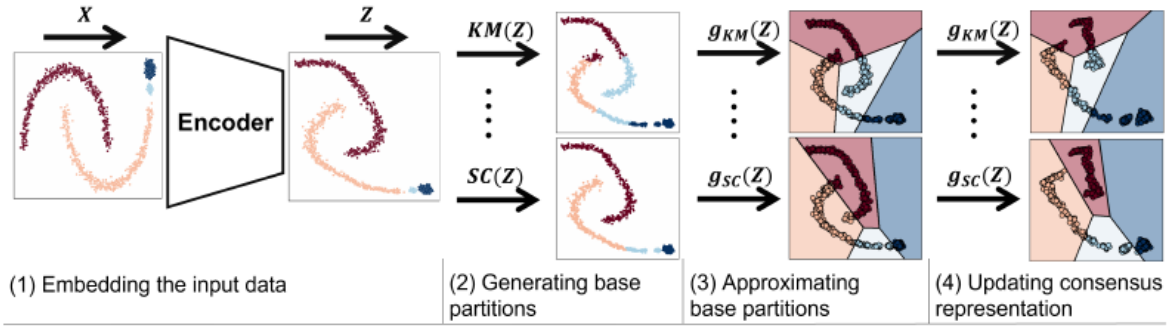 X
Encoder
Z
KM(Z)
SC(Z)
g_KM(Z)
g_SC(Z)
g_KM(Z)
g_SC(Z)
(1) Embedding the input data
(2) Generating base
partitions
(3) Approximating
base partitions
(4) Updating consensus
representation